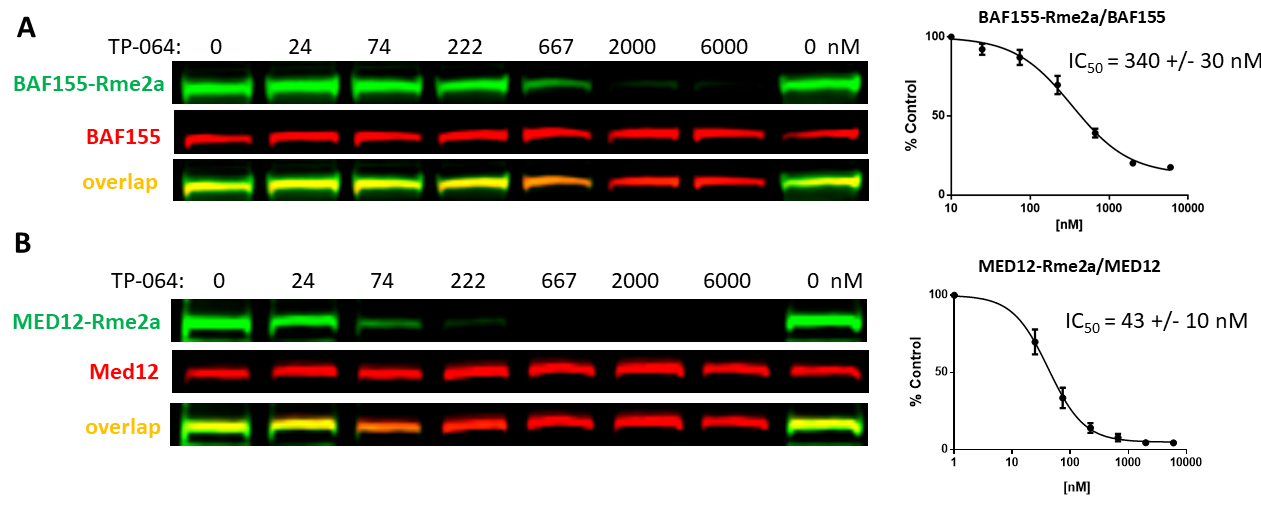 A
TP-064: 0 24 74 222 667 2000 6000 0 nM
BAF155-Rme2a
BAF155
overlap
BAF155-Rme2a/BAF155
IC50 = 340 +/- 30 nM
% Control
100
50
0
10 100 1000 10000
[nM]
B
TP-064: 0 24 74 222 667 2000 6000 0 nM
MED12-Rme2a
Med12
overlap
MED12-Rme2a/MED12
IC50 = 43 +/- 10 nM
% Control
100
50
0
1 10 100 1000 10000
[nM]